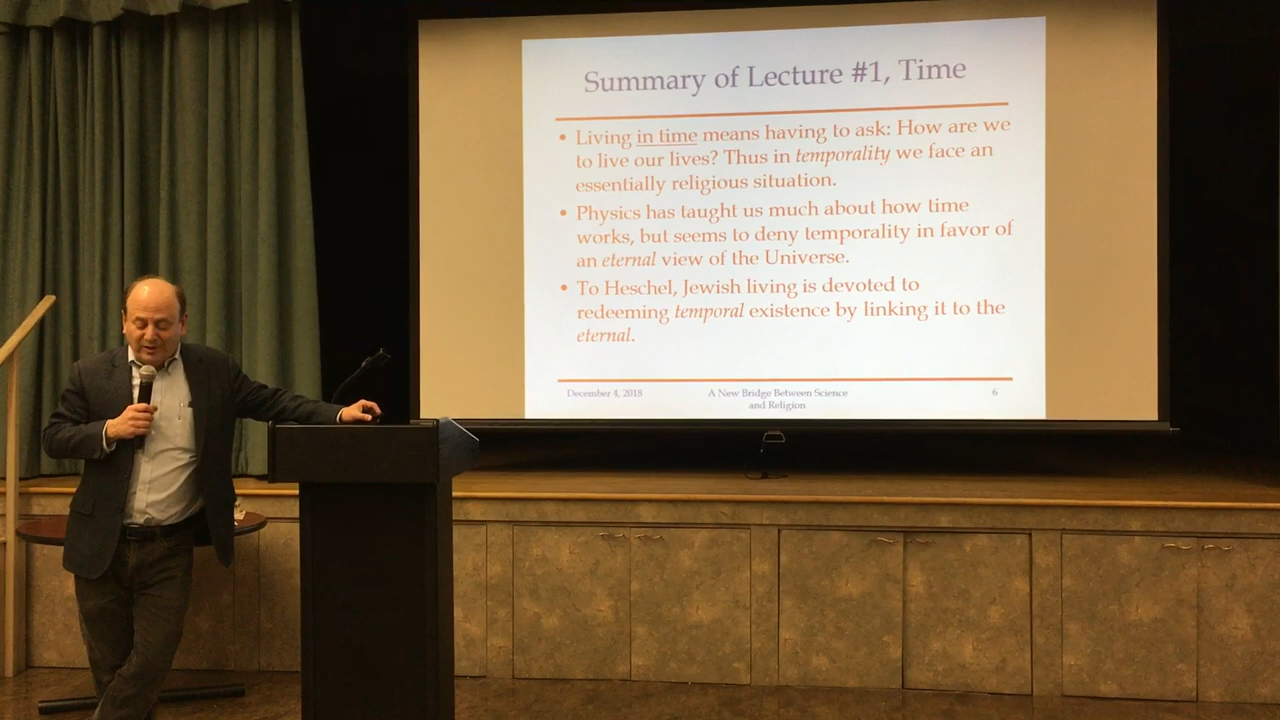 Summary of Lecture #1, Time
• Living in time means having to ask: How are we
to live our lives? Thus in temporality we face an
essentially religious situation.
• Physics has taught us much about how time
works, but seems to deny temporality in favor of
an eternal view of the Universe.
• To Heschel, Jewish living is devoted to
redeeming temporal existence by linking it to the
eternal.
December 4, 2018
A New Bridge Between Science
and Religion
6